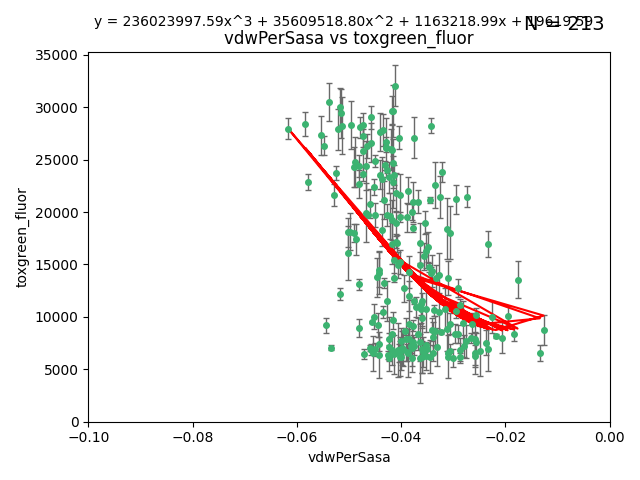 y = 236023997.59x^3 + 35609518.80x^2 + 1163218.99x +
N = 213
vdwPerSasa vs toxgreen_fluor
35000
30000
25000
20000
15000
10000
5000
0
toxgreen_fluor
−0.10
−0.08
−0.06
−0.04
−0.02
0.00
vdwPerSasa